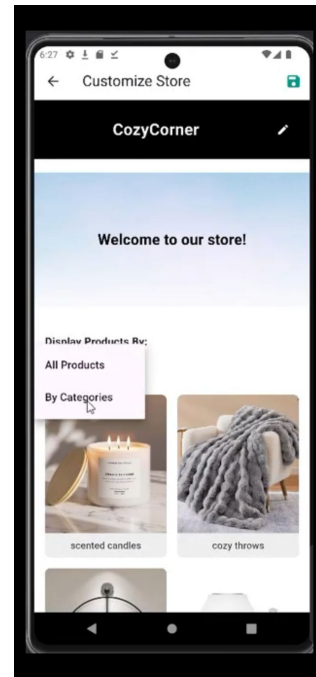 6:27
Customize Store
CozyCorner
Welcome to our store!
Display Products By:
All Products
By Categories
scented candles
cozy throws